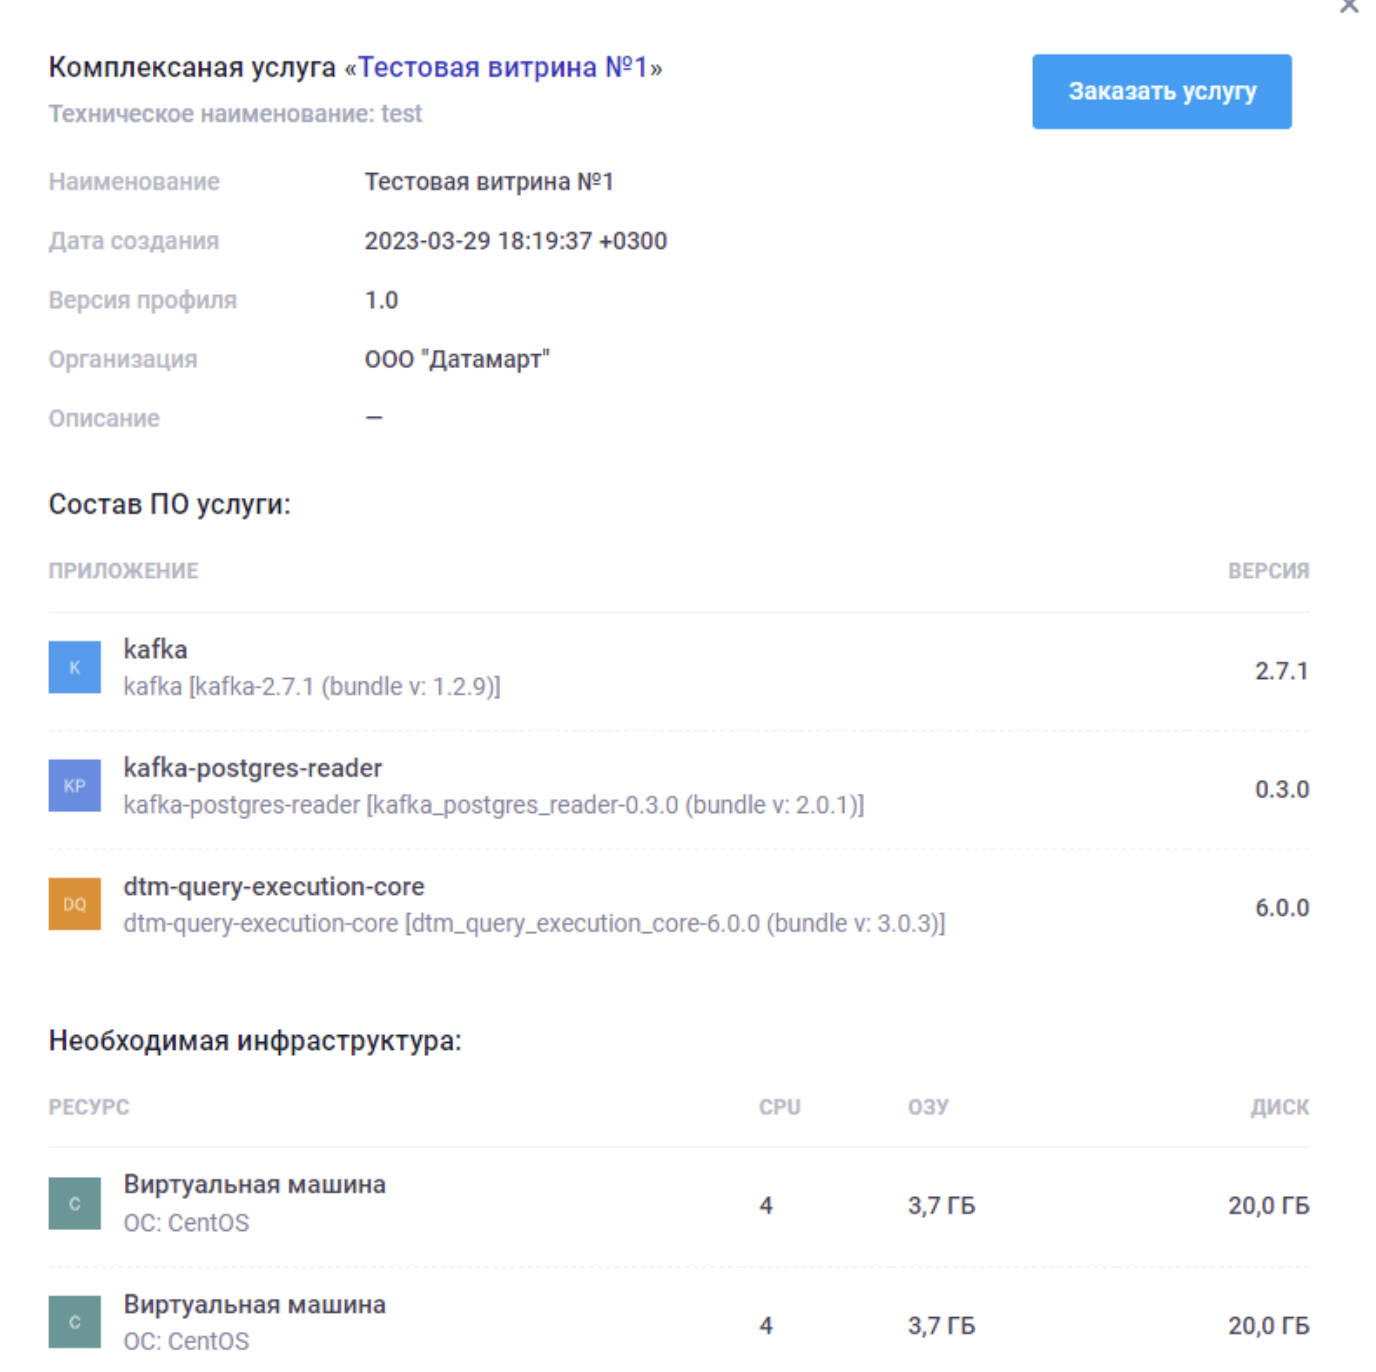 Комплексаная услуга «Тестовая витрина №1»
Заказать услугу
Техническое наименование: test
Наименование Тестовая витрина №1
Дата создания 2023-03-29 18:19:37 +0300
Версия профиля 1.0
Организация ООО "Датамарт"
Описание —
Состав ПО услуги:
ПРИЛОЖЕНИЕ ВЕРСИЯ
K kafka 2.7.1
kafka [kafka-2.7.1 (bundle v: 1.2.9)]
KP kafka-postgres-reader 0.3.0
kafka-postgres-reader [kafka_postgres_reader-0.3.0 (bundle v: 2.0.1)]
DQ dtm-query-execution-core 6.0.0
dtm-query-execution-core [dtm_query_execution_core-6.0.0 (bundle v: 3.0.3)]
Необходимая инфраструктура:
РЕСУРС CPU ОЗУ ДИСК
C Виртуальная машина 4 3,7 ГБ 20,0 ГБ
ОС: CentOS
C Виртуальная машина 4 3,7 ГБ 20,0 ГБ
ОС: CentOS